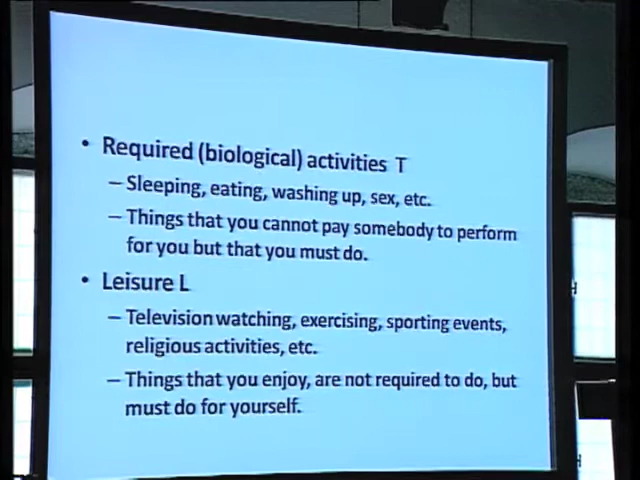 • Required (biological) activities T
– Sleeping, eating, washing up, sex, etc.
– Things that you cannot pay somebody to perform
for you but that you must do.
• Leisure L
– Television watching, exercising, sporting events,
religious activities, etc.
– Things that you enjoy, are not required to do, but
must do for yourself.